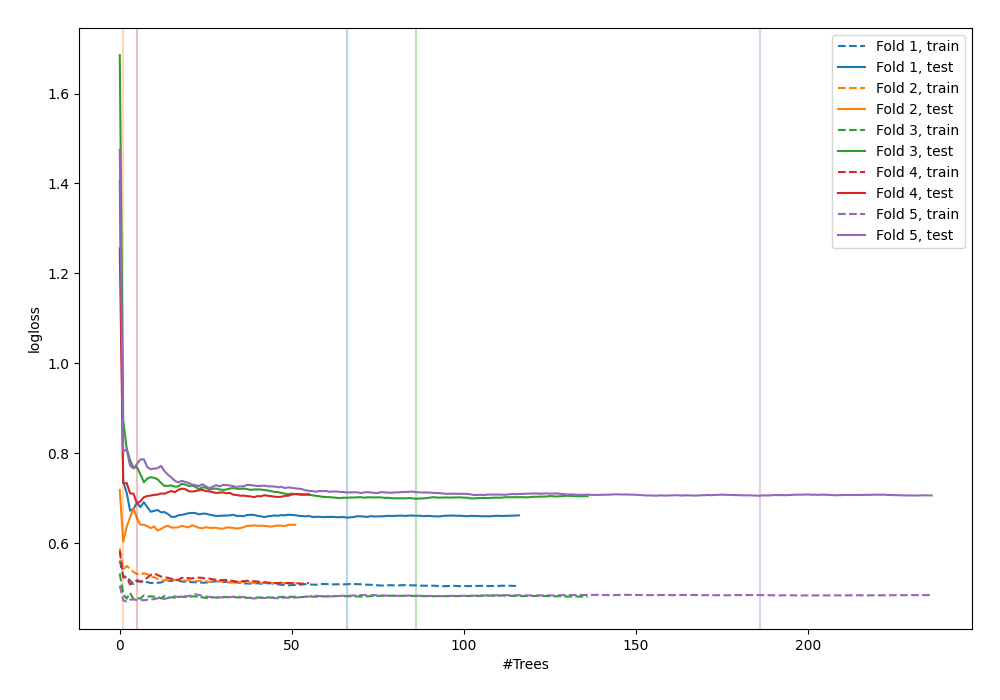 1.6
1.4
1.2
1.0
0.8
0.6
logloss
0
50
100
150
200
#Trees
Fold 1, train
Fold 1, test
Fold 2, train
Fold 2, test
Fold 3, train
Fold 3, test
Fold 4, train
Fold 4, test
Fold 5, train
Fold 5, test